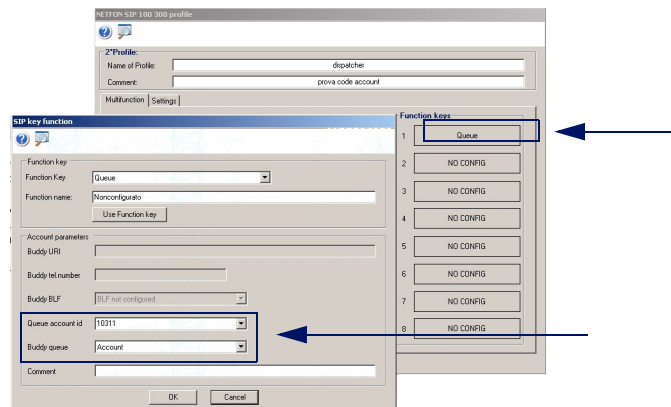 NETFON SIP 100 300 profile
2°Profile:
Name of Profile: dispatcher
Comment: prova code account
Multifunction Settings
Function keys
1 Queue
2 NO CONFIG
3 NO CONFIG
4 NO CONFIG
5 NO CONFIG
6 NO CONFIG
7 NO CONFIG
8 NO CONFIG
SIP key function
Function key
Function Key Queue
Function name: Nonconfigurato
Use Function key
Account parameters
Buddy URI
Buddy tel.number
Buddy BLF BLF not configured
Queue account id 10311
Buddy queue Account
Comment
OK Cancel